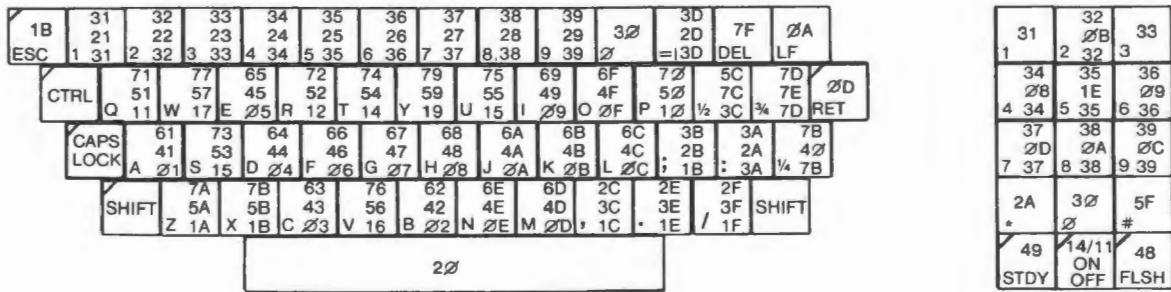 1B 31 32 33 34 35 36 37 38 39 3Ø 3D 7F ØA
21 22 23 24 25 26 27 28 29 2D
ESC 1 31 2 32 3 33 4 34 5 35 6 36 7 37 8,38 9 39 Ø =|3D DEL LF
71 77 65 72 74 79 75 69 6F 7Ø 5C 7D
CTRL 51 57 45 52 54 59 55 49 4F 5Ø 7C 7E ØD
Q 11 W 17 E Ø5 R 12 T 14 Y 19 U 15 I Ø9 O ØF P 1Ø ½ 3C ¾ 7D RET
CAPS 61 73 64 66 67 68 6A 6B 6C 3B 3A 7B
LOCK 41 53 44 46 47 48 4A 4B 4C 2B 2A 4Ø
A Ø1 S 15 D Ø4 F Ø6 G Ø7 H Ø8 J ØA K ØB L ØC ; 1B : 3A ¼ 7B
7A 7B 63 76 62 6E 6D 2C 2E 2F
SHIFT 5A 5B 43 56 42 4E 4D 3C 3E 3F SHIFT
Z 1A X 1B C Ø3 V 16 B Ø2 N ØE M ØD , 1C . 1E / 1F
2Ø
31 32 33
ØB
1 2 32 3
34 35 36
Ø8 1E Ø9
4 34 5 35 6 36
37 38 39
ØD ØA ØC
7 37 8 38 9 39
2A 3Ø 5F
* Ø #
49 14/11 48
ON
STDY OFF FLSH